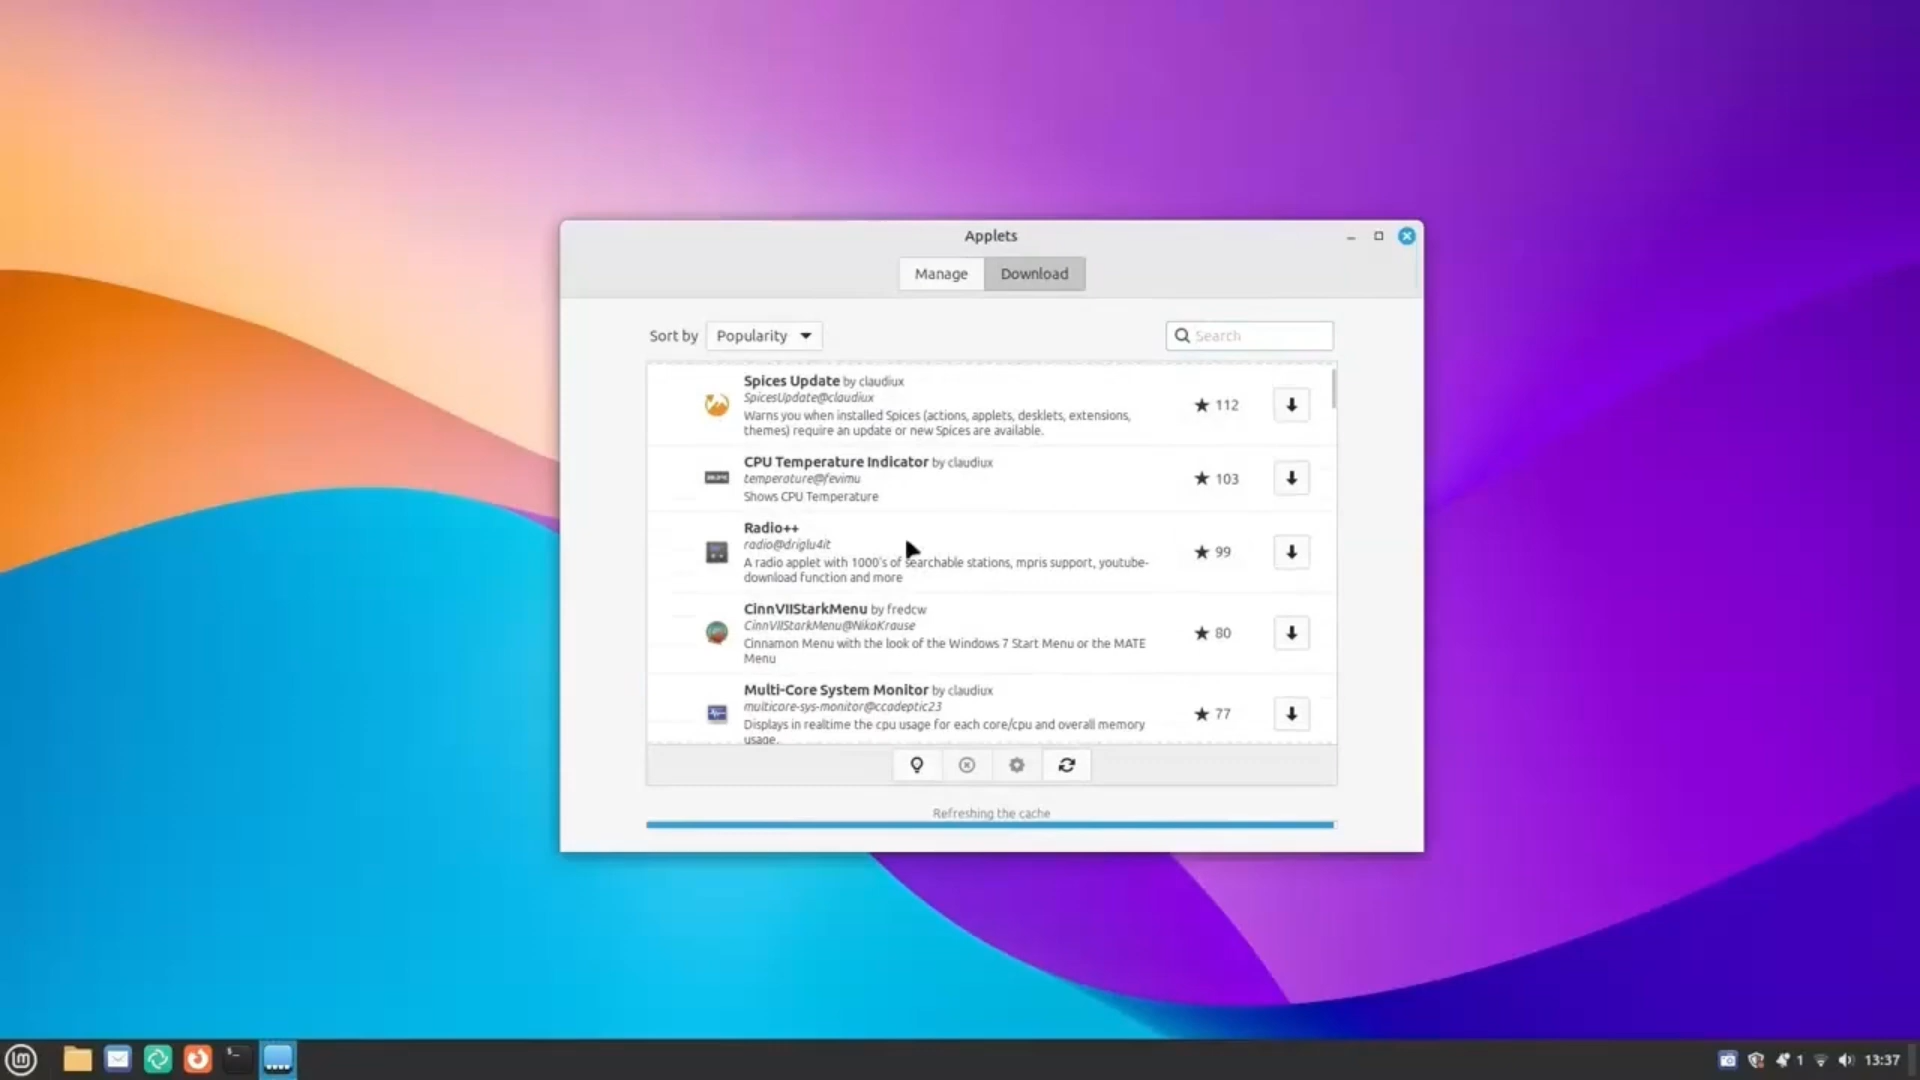 Applets
Manage
Download
Sort by
Popularity
Search
Spices Update by claudiux
SpicesUpdate@claudiux
Warns you when installed Spices (actions, applets, desklets, extensions,
themes) require an update or new Spices are available.
★ 112
CPU Temperature Indicator by claudiux
temperature@fevimu
Shows CPU Temperature
★ 103
Radio++
radio@driglu4it
A radio applet with 1000's of searchable stations, mpris support, youtube-
download function and more
★ 99
CinnVIIStarkMenu by fredcw
CinnVIIStarkMenu@NikoKrause
Cinnamon Menu with the look of the Windows 7 Start Menu or the MATE
Menu
★ 80
Multi-Core System Monitor by claudiux
multicore-sys-monitor@ccadeptic23
Displays in realtime the cpu usage for each core/cpu and overall memory
usage.
★ 77
Refreshing the cache
1
13:37